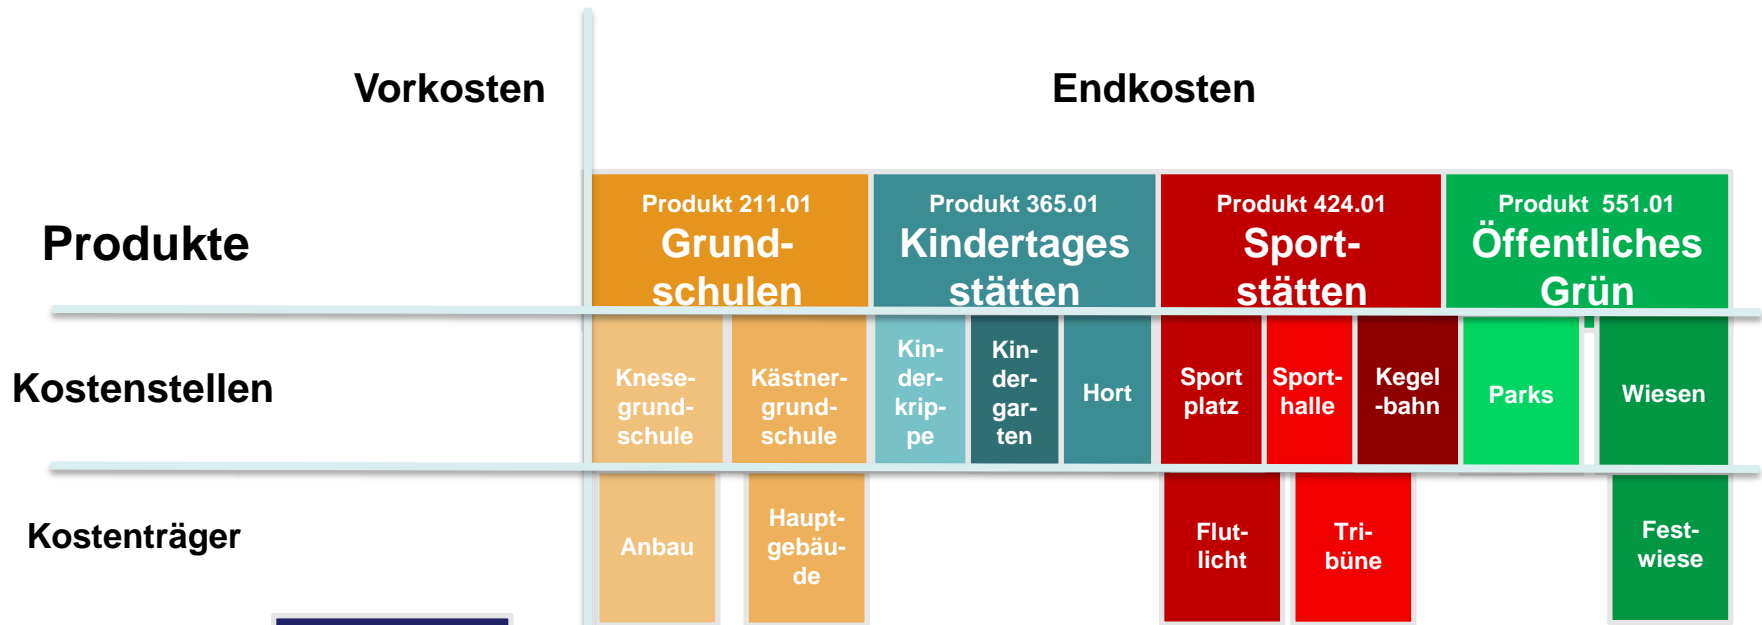 Vorkosten
Endkosten
Produkte
Produkt 211.01
Grund-
schulen
Produkt 365.01
Kindertages
stätten
Produkt 424.01
Sport-
stätten
Produkt 551.01
Öffentliches
Grün
Kostenstellen
Knese-
grund-
schule
Kästner-
grund-
schule
Kin-
der-
krip-
pe
Kin-
der-
gar-
ten
Hort
Sport
platz
Sport-
halle
Kegel
-bahn
Parks
Wiesen
Kostenträger
Anbau
Haupt-
gebäu-
de
Flut-
licht
Tri-
büne
Fest-
wiese